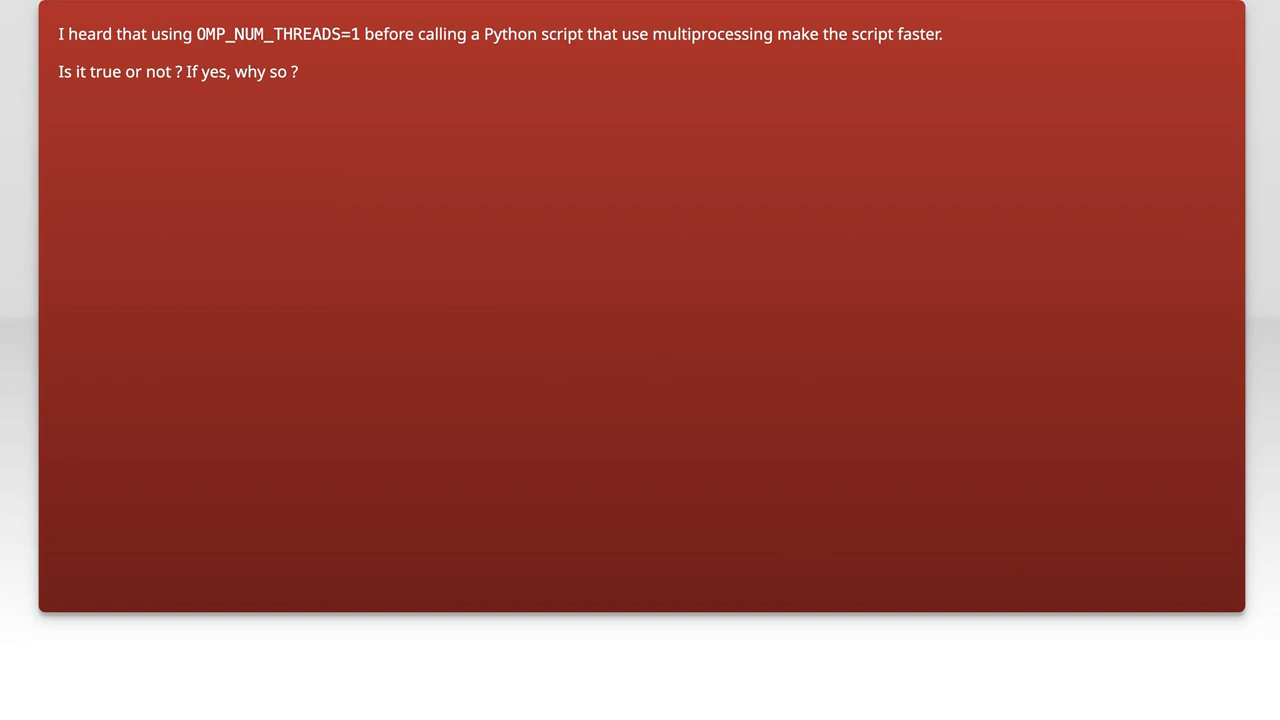 I heard that using OMP_NUM_THREADS=1 before calling a Python script that use multiprocessing make the script faster.
Is it true or not ? If yes, why so ?